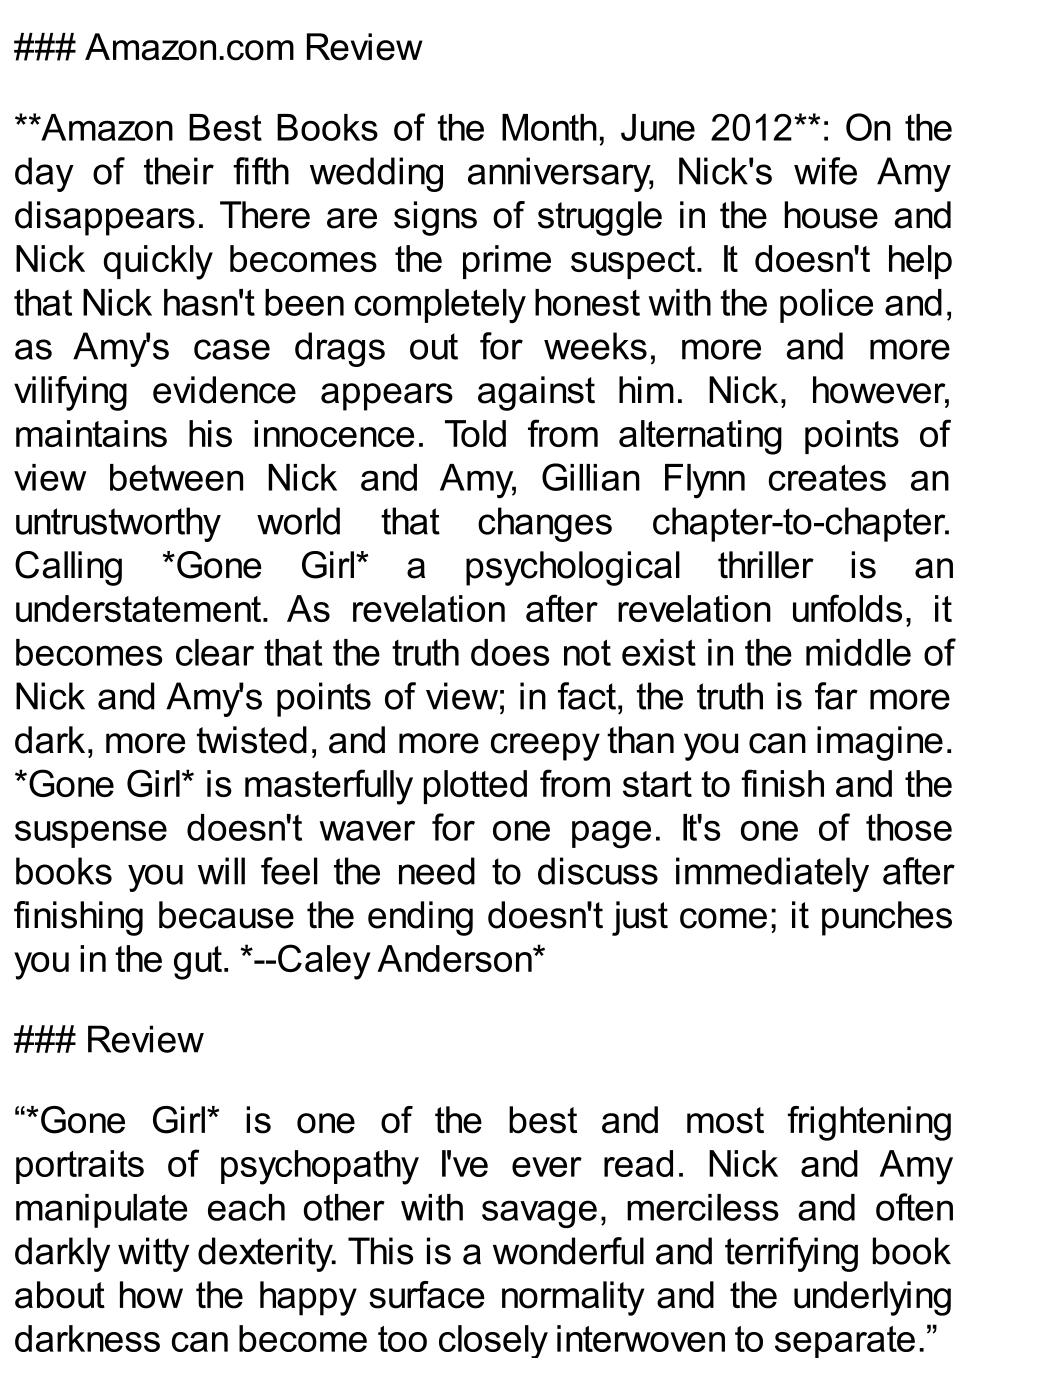 ### Amazon.com Review
**Amazon Best Books of the Month, June 2012**: On the
day of their fifth wedding anniversary, Nick's wife Amy
disappears. There are signs of struggle in the house and
Nick quickly becomes the prime suspect. It doesn't help
that Nick hasn't been completely honest with the police and,
as Amy's case drags out for weeks, more and more
vilifying evidence appears against him. Nick, however,
maintains his innocence. Told from alternating points of
view between Nick and Amy, Gillian Flynn creates an
untrustworthy world that changes chapter-to-chapter.
Calling *Gone Girl* a psychological thriller is an
understatement. As revelation after revelation unfolds, it
becomes clear that the truth does not exist in the middle of
Nick and Amy's points of view; in fact, the truth is far more
dark, more twisted, and more creepy than you can imagine.
*Gone Girl* is masterfully plotted from start to finish and the
suspense doesn't waver for one page. It's one of those
books you will feel the need to discuss immediately after
finishing because the ending doesn't just come; it punches
you in the gut. *--Caley Anderson*
### Review
“*Gone Girl* is one of the best and most frightening
portraits of psychopathy I've ever read. Nick and Amy
manipulate each other with savage, merciless and often
darkly witty dexterity. This is a wonderful and terrifying book
about how the happy surface normality and the underlying
darkness can become too closely interwoven to separate.”